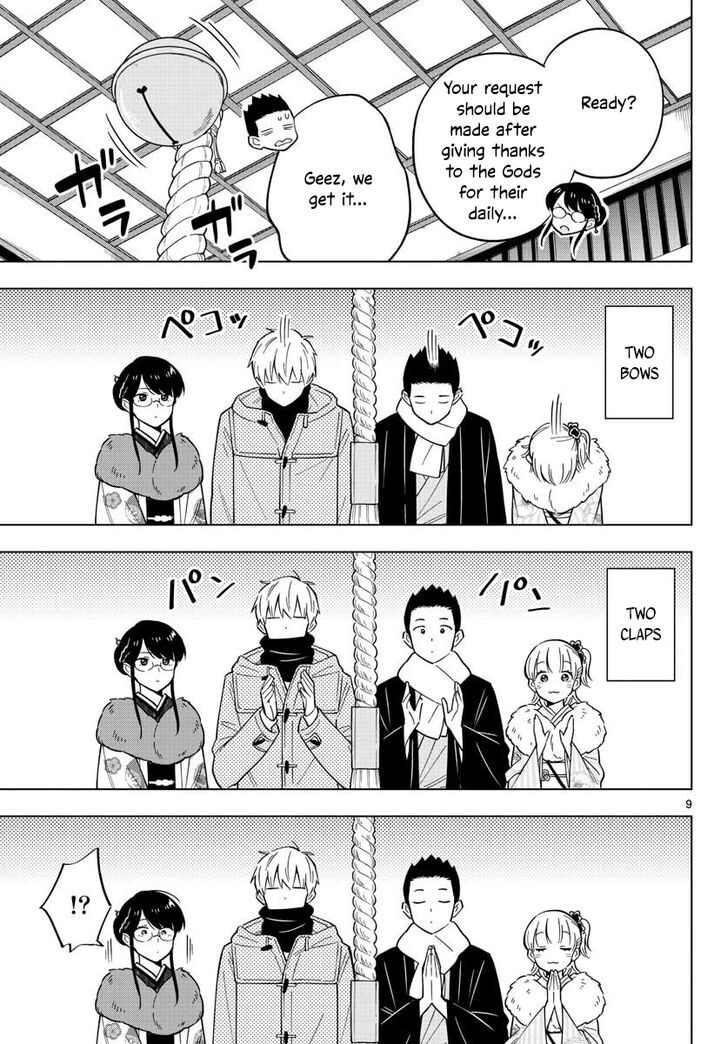 Ready?
Your request
should be
made after
giving thanks
to the Gods
for their
daily...
Geez, we
get it...
ガラ
ガラ
TWO
BOWS
ペコッ
ペコッ
TWO
CLAPS
パン
パン
9
!?